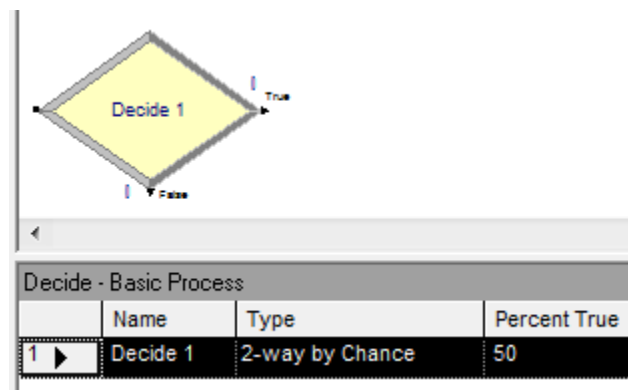 True
Decide 1
False
Decide - Basic Process
Name Type Percent True
1 Decide 1 2-way by Chance 50